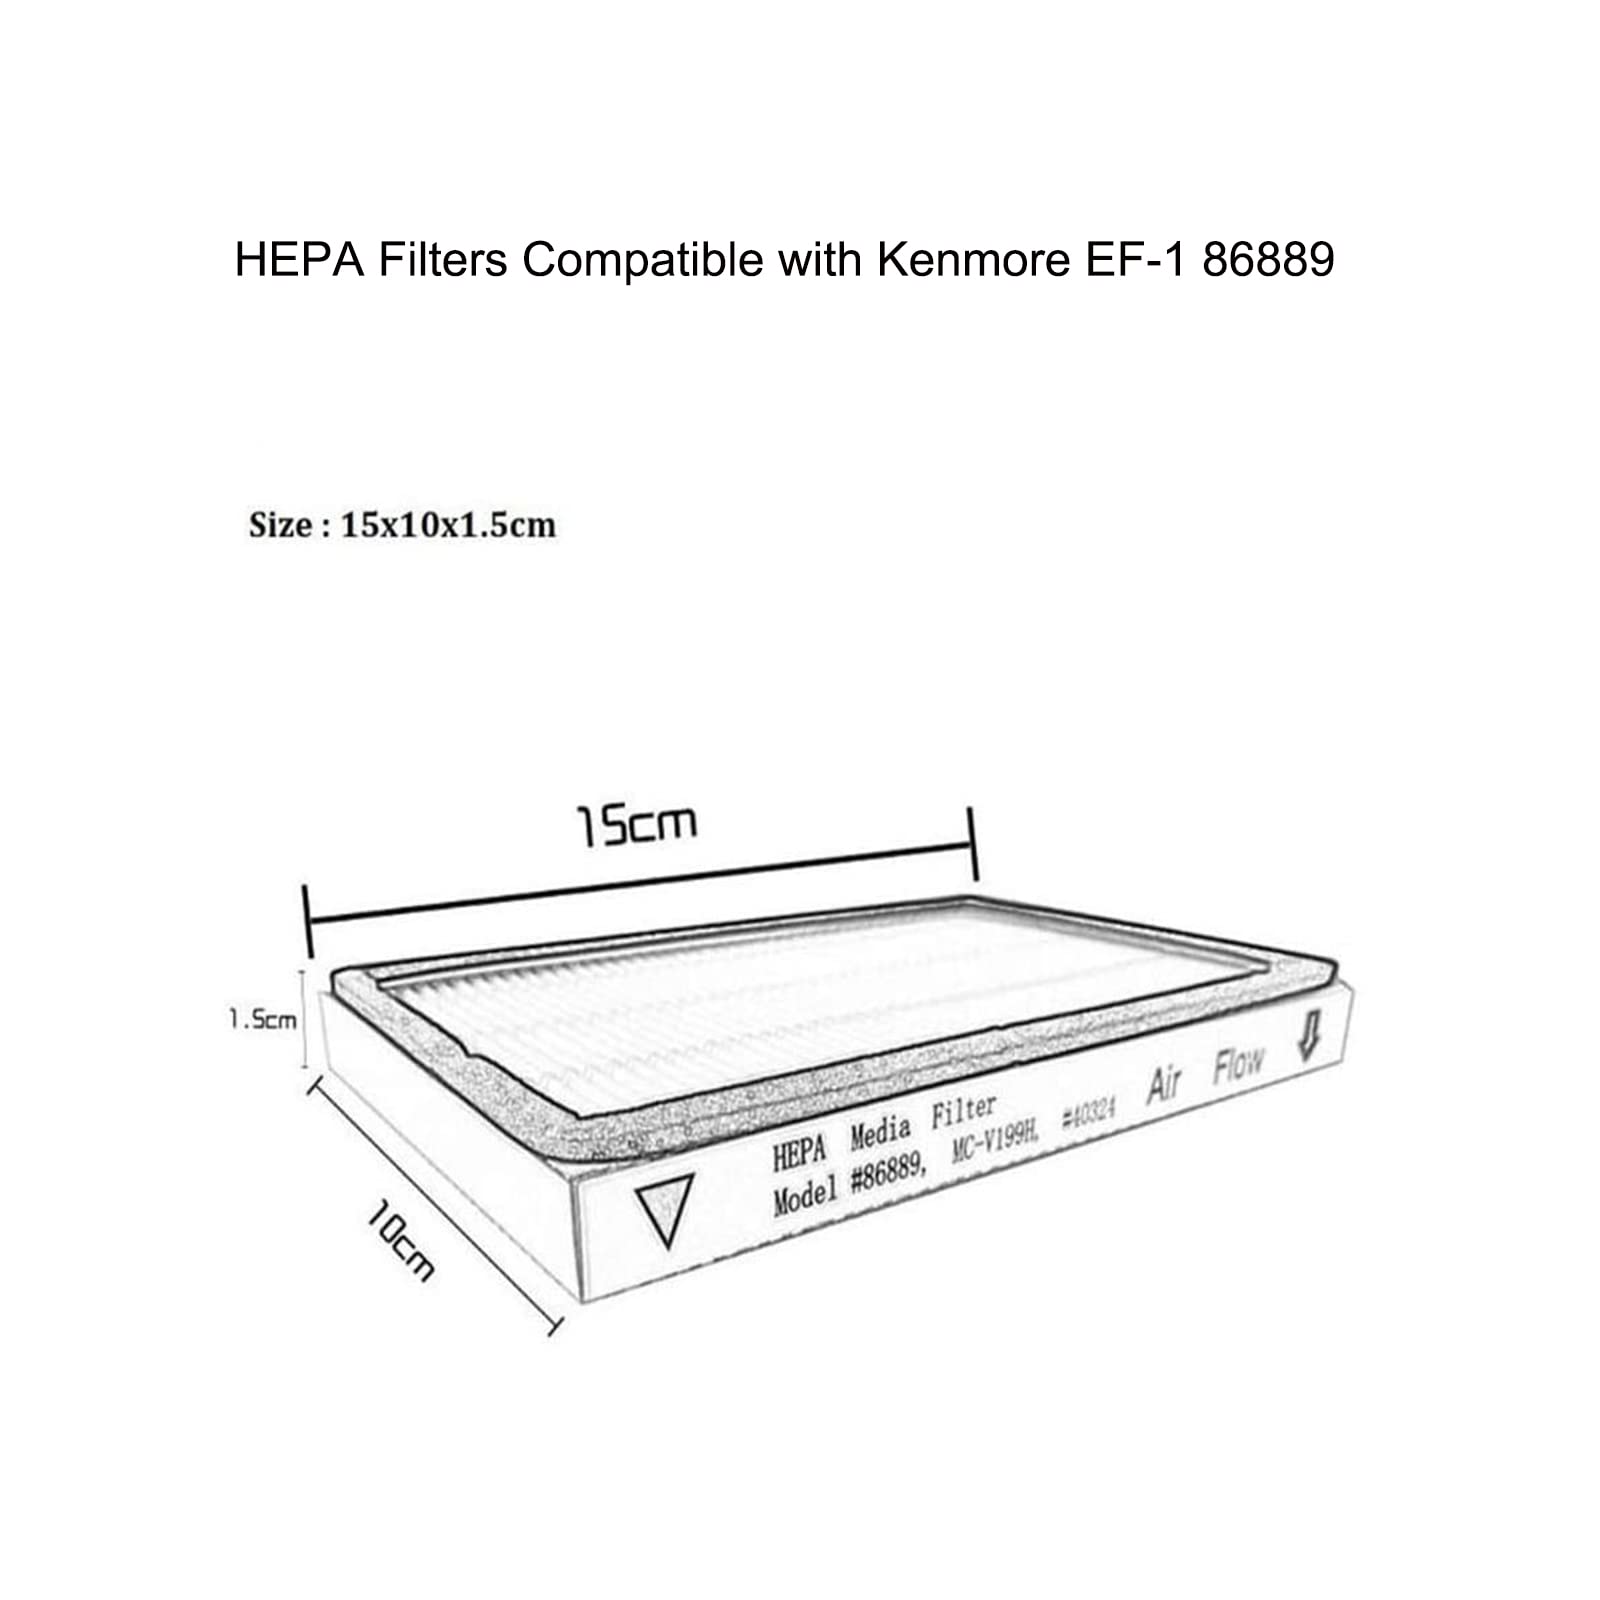 HEPA Filters Compatible with Kenmore EF-1 86889
Size : 15x10x1.5cm
15cm
1.5cm
10cm
HEPA Media Filter
Model #86889, MC-V199H, #40324
Air Flow